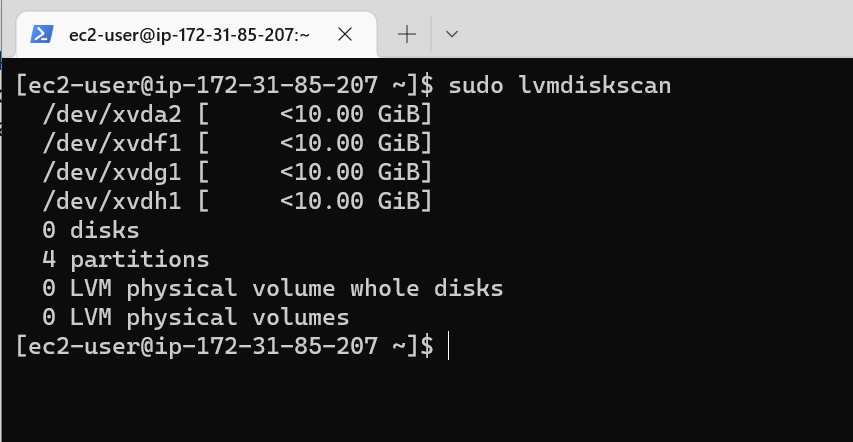 ec2-user@ip-172-31-85-207:~
[ec2-user@ip-172-31-85-207 ~]$ sudo lvmdiskscan
  /dev/xvda2 [     <10.00 GiB]
  /dev/xvdf1 [     <10.00 GiB]
  /dev/xvdg1 [     <10.00 GiB]
  /dev/xvdh1 [     <10.00 GiB]
  0 disks
  4 partitions
  0 LVM physical volume whole disks
  0 LVM physical volumes
[ec2-user@ip-172-31-85-207 ~]$